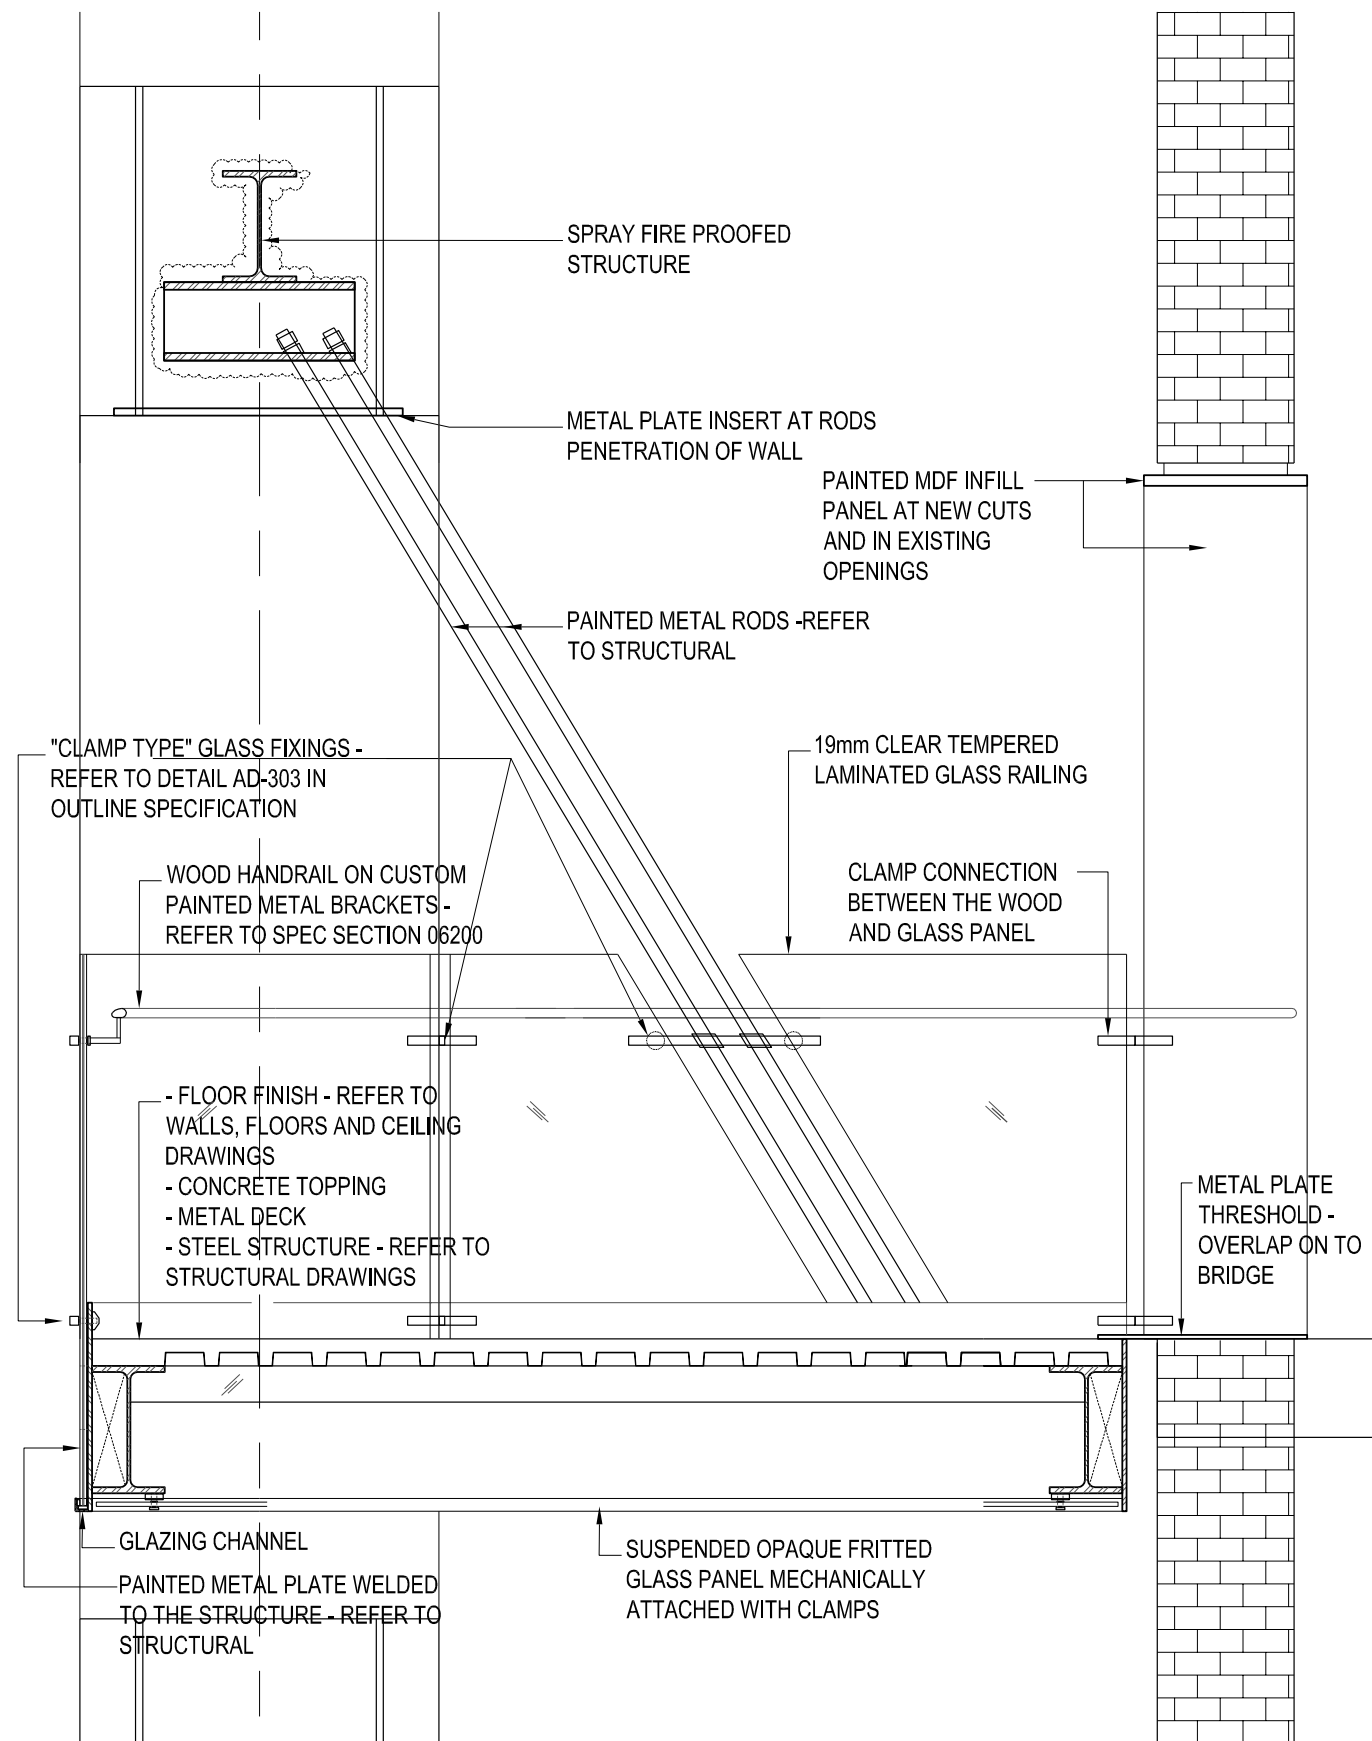 SPRAY FIRE PROOFED
STRUCTURE
METAL PLATE INSERT AT RODS
PENETRATION OF WALL
PAINTED MDF INFILL
PANEL AT NEW CUTS
AND IN EXISTING
OPENINGS
PAINTED METAL RODS -REFER
TO STRUCTURAL
"CLAMP TYPE" GLASS FIXINGS -
REFER TO DETAIL AD-303 IN
OUTLINE SPECIFICATION
19mm CLEAR TEMPERED
LAMINATED GLASS RAILING
WOOD HANDRAIL ON CUSTOM
PAINTED METAL BRACKETS -
REFER TO SPEC SECTION 06200
CLAMP CONNECTION
BETWEEN THE WOOD
AND GLASS PANEL
- FLOOR FINISH - REFER TO
WALLS, FLOORS AND CEILING
DRAWINGS
- CONCRETE TOPPING
- METAL DECK
- STEEL STRUCTURE - REFER TO
STRUCTURAL DRAWINGS
METAL PLATE
THRESHOLD -
OVERLAP ON TO
BRIDGE
GLAZING CHANNEL
PAINTED METAL PLATE WELDED
TO THE STRUCTURE - REFER TO
STRUCTURAL
SUSPENDED OPAQUE FRITTED
GLASS PANEL MECHANICALLY
ATTACHED WITH CLAMPS